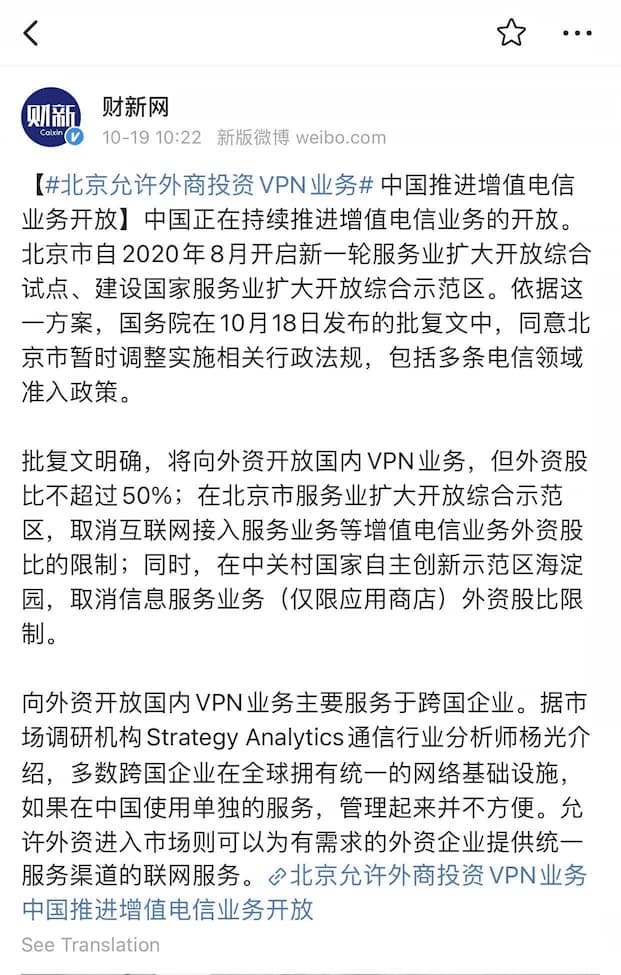 财新
Caixin
财新网
10-19 10:22 新版微博 weibo.com
【#北京允许外商投资VPN业务# 中国推进增值电信
业务开放】中国正在持续推进增值电信业务的开放。
北京市自2020年8月开启新一轮服务业扩大开放综合
试点、建设国家服务业扩大开放综合示范区。依据这
一方案，国务院在10月18日发布的批复文中，同意北
京市暂时调整实施相关行政法规，包括多条电信领域
准入政策。
批复文明确，将向外资开放国内VPN业务，但外资股
比不超过50%；在北京市服务业扩大开放综合示范
区，取消互联网接入服务业务等增值电信业务外资股
比的限制；同时，在中关村国家自主创新示范区海淀
园，取消信息服务业务（仅限应用商店）外资股比限
制。
向外资开放国内VPN业务主要服务于跨国企业。据市
场调研机构Strategy Analytics通信行业分析师杨光介
绍，多数跨国企业在全球拥有统一的网络基础设施，
如果在中国使用单独的服务，管理起来并不方便。允
许外资进入市场则可以为有需求的外资企业提供统一
服务渠道的联网服务。北京允许外商投资VPN业务
中国推进增值电信业务开放
See Translation